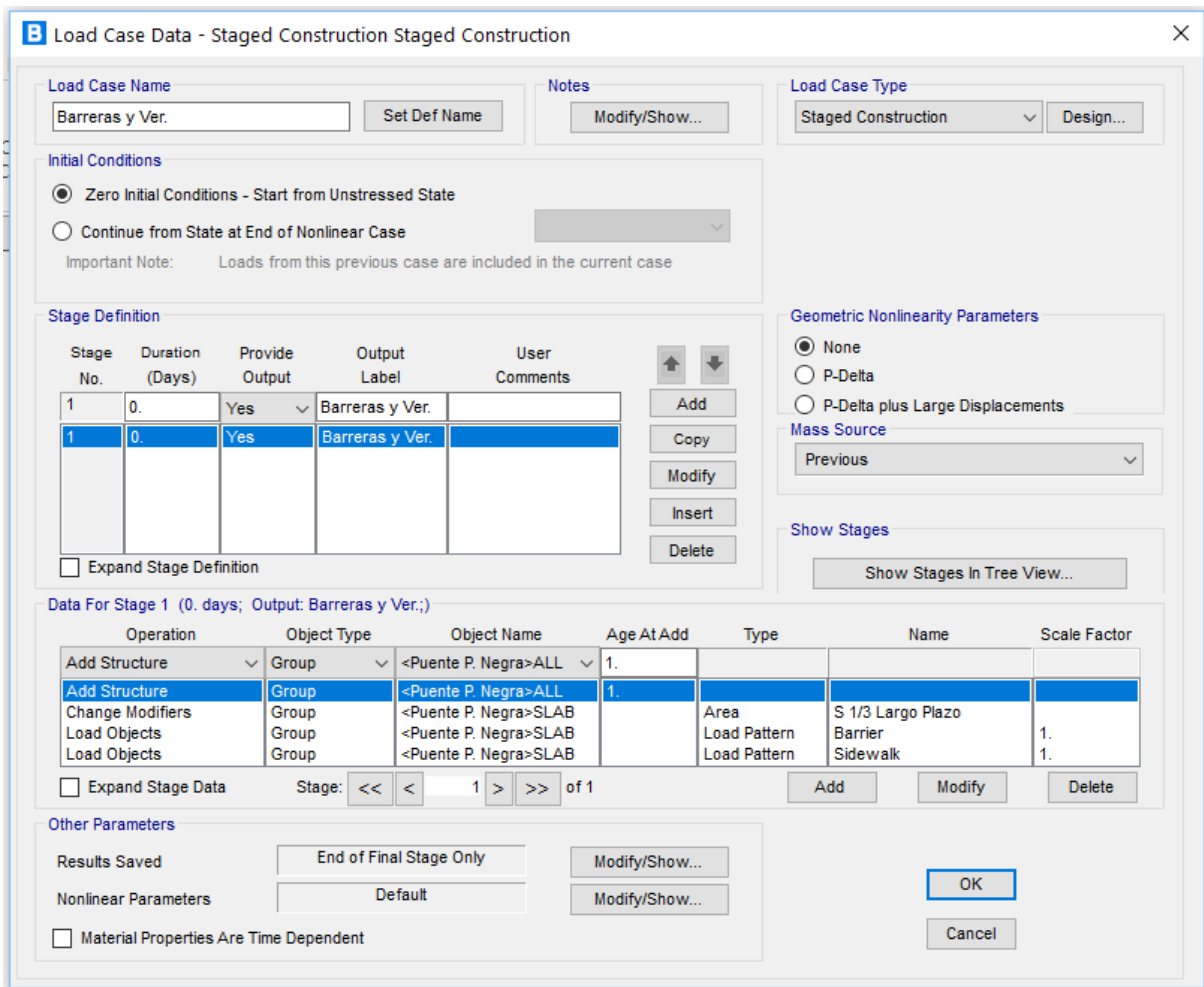 B Load Case Data - Staged Construction Staged Construction
Load Case Name
Barreras y Ver. Set Def Name
Notes
Modify/Show...
Load Case Type
Staged Construction Design...
Initial Conditions
Zero Initial Conditions - Start from Unstressed State
Continue from State at End of Nonlinear Case
Important Note: Loads from this previous case are included in the current case
Stage Definition
Stage No. Duration (Days) Provide Output Output Label User Comments
1 0. Yes Barreras y Ver.
1 0. Yes Barreras y Ver.
Add
Copy
Modify
Insert
Delete
Expand Stage Definition
Geometric Nonlinearity Parameters
None
P-Delta
P-Delta plus Large Displacements
Mass Source
Previous
Show Stages
Show Stages In Tree View...
Data For Stage 1 (0. days; Output: Barreras y Ver.;)
Operation Object Type Object Name Age At Add Type Name Scale Factor
Add Structure Group <Puente P. Negra>ALL 1.
Add Structure Group <Puente P. Negra>ALL 1.
Change Modifiers Group <Puente P. Negra>SLAB Area S 1/3 Largo Plazo
Load Objects Group <Puente P. Negra>SLAB Load Pattern Barrier 1.
Load Objects Group <Puente P. Negra>SLAB Load Pattern Sidewalk 1.
Expand Stage Data Stage: << < 1 > >> of 1 Add Modify Delete
Other Parameters
Results Saved End of Final Stage Only Modify/Show...
Nonlinear Parameters Default Modify/Show...
Material Properties Are Time Dependent
OK
Cancel